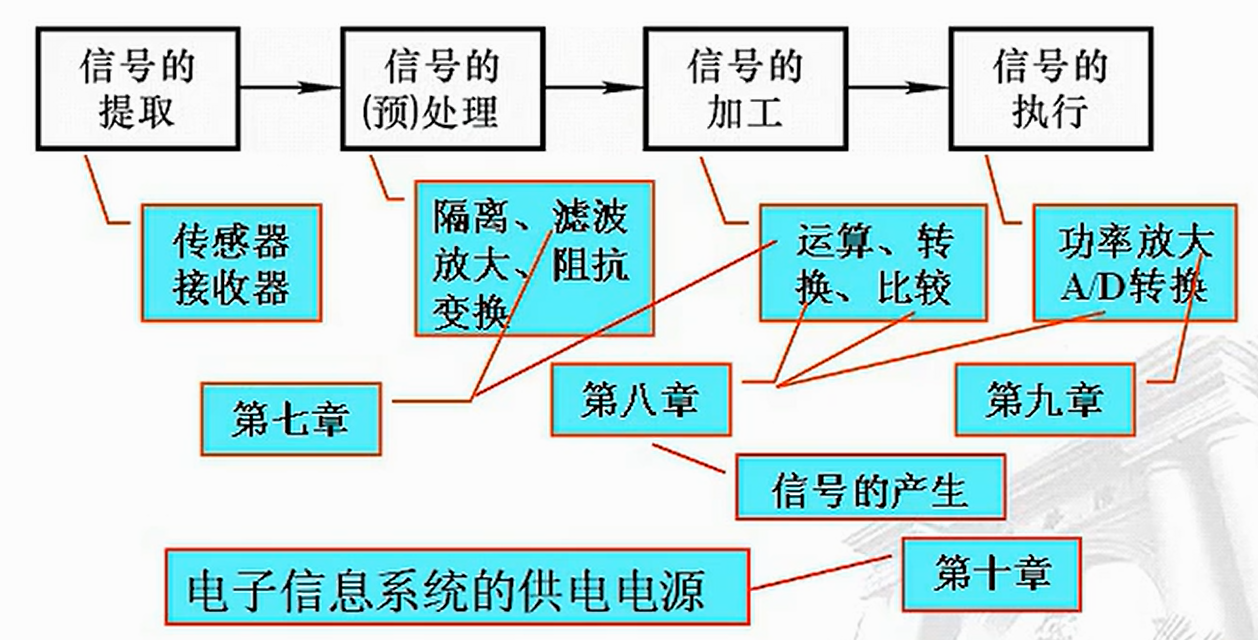 信号的
提取
信号的
(预)处理
信号的
加工
信号的
执行
传感器
接收器
隔离、滤波
放大、阻抗
变换
运算、转
换、比较
功率放大
A/D转换
第七章
第八章
第九章
信号的产生
电子信息系统的供电电源
第十章